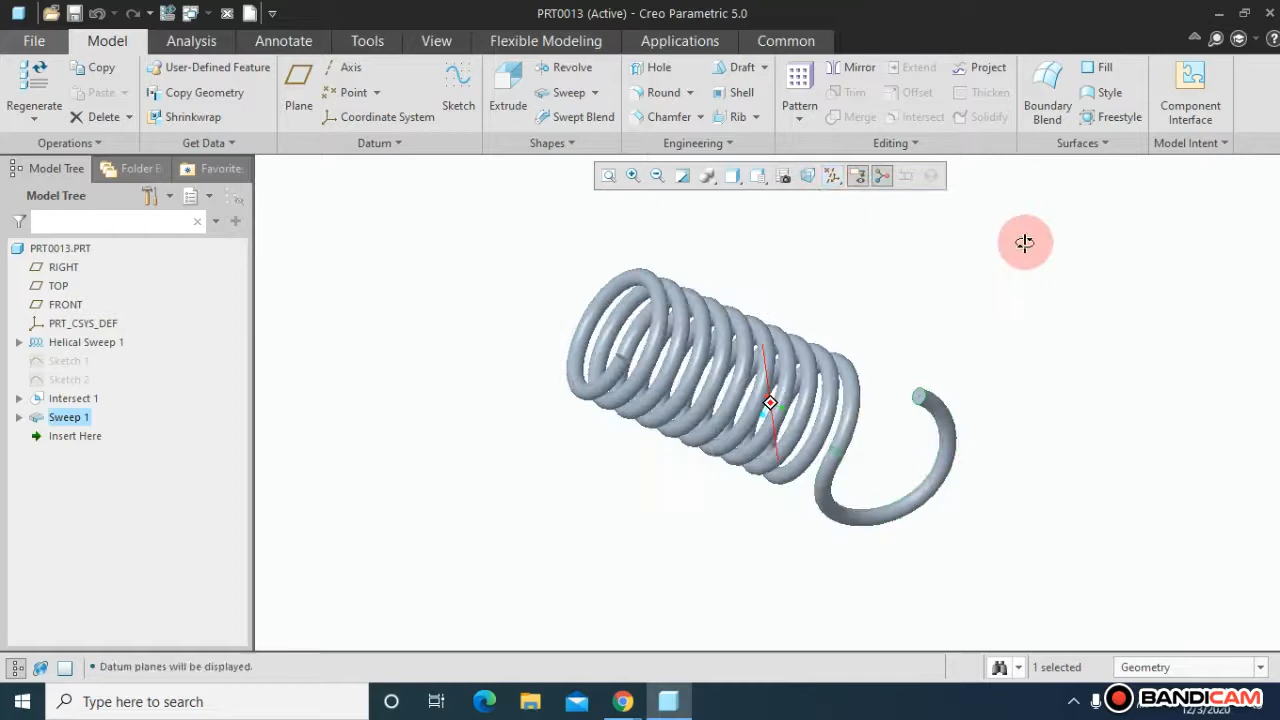 PRT0013 (Active) - Creo Parametric 5.0
File Model Analysis Annotate Tools View Flexible Modeling Applications Common
Regenerate
Copy
Paste
Delete
Operations
User-Defined Feature
Copy Geometry
Shrinkwrap
Get Data
Plane
Axis
Point
Coordinate System
Sketch
Datum
Extrude
Revolve
Sweep
Swept Blend
Shapes
Hole
Round
Chamfer
Draft
Shell
Rib
Engineering
Pattern
Mirror
Trim
Merge
Extend
Offset
Intersect
Project
Thicken
Solidify
Editing
Boundary
Blend
Fill
Style
Freestyle
Surfaces
Component
Interface
Model Intent
Model Tree
Folder B
Favorite:
Model Tree
PRT0013.PRT
RIGHT
TOP
FRONT
PRT_CSYS_DEF
Helical Sweep 1
Sketch 1
Sketch 2
Intersect 1
Sweep 1
Insert Here
• Datum planes will be displayed.
1 selected
Geometry
Type here to search
BANDICAM
12/3/2020